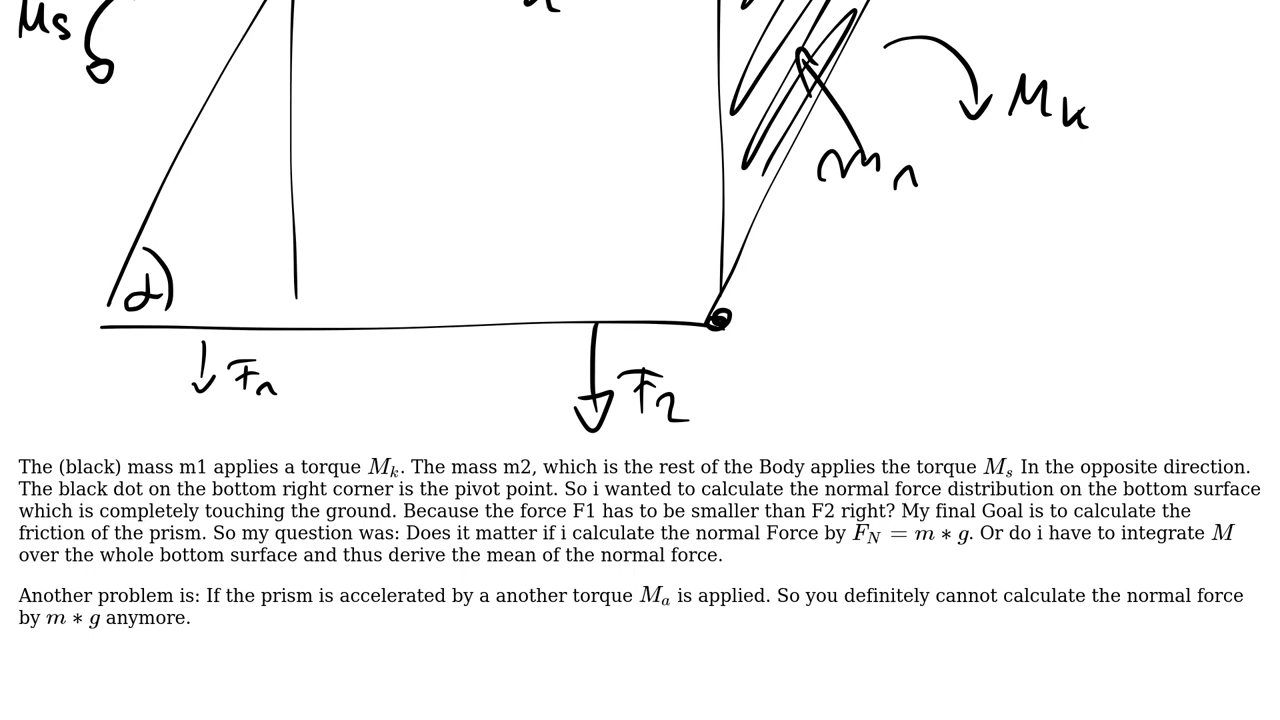 Ms
Mk
m1
α)
F1
F2
The (black) mass m1 applies a torque M_k. The mass m2, which is the rest of the Body applies the torque M_s In the opposite direction.
The black dot on the bottom right corner is the pivot point. So i wanted to calculate the normal force distribution on the bottom surface
which is completely touching the ground. Because the force F1 has to be smaller than F2 right? My final Goal is to calculate the
friction of the prism. So my question was: Does it matter if i calculate the normal Force by F_N = m * g. Or do i have to integrate M
over the whole bottom surface and thus derive the mean of the normal force.
Another problem is: If the prism is accelerated by a another torque M_a is applied. So you definitely cannot calculate the normal force
by m * g anymore.